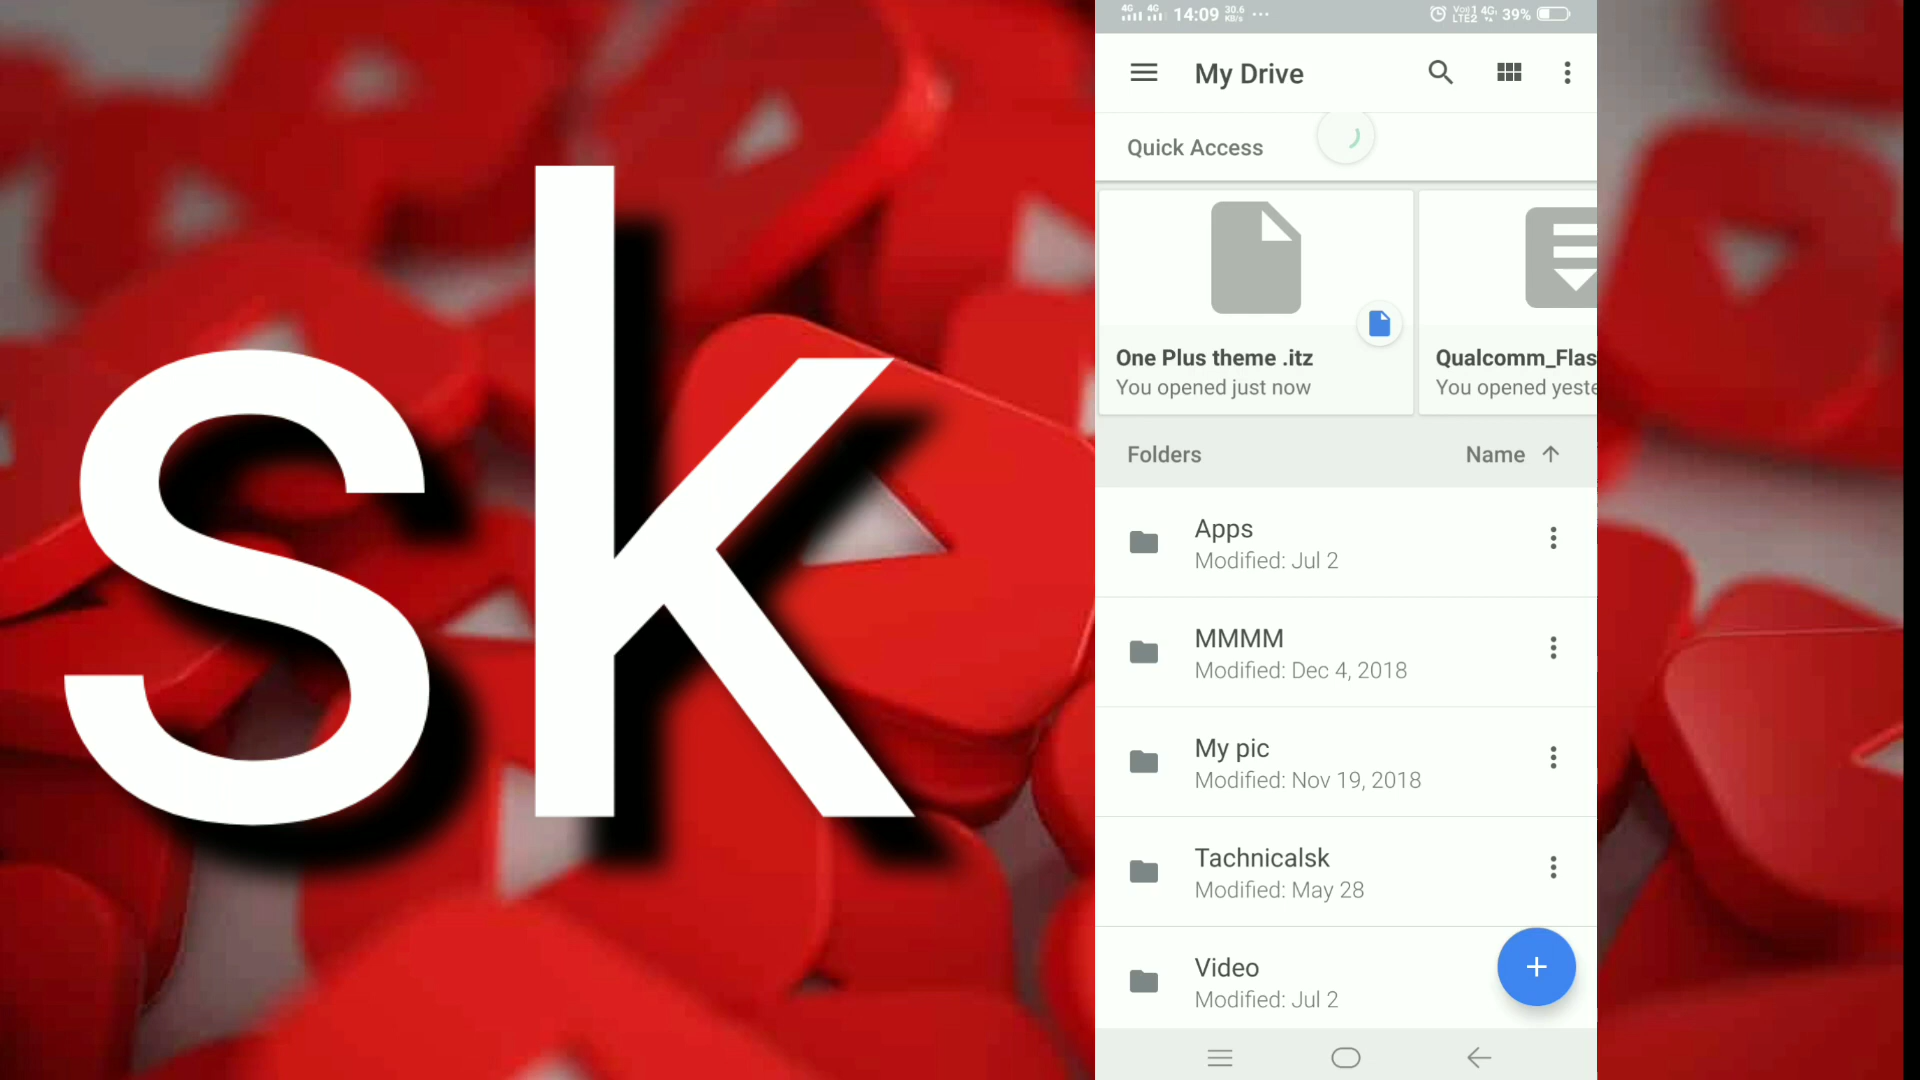 sk
4G 4G 14:09 30.6 KB/s ... Vo) 1 LTE2 4G 39%
My Drive
Quick Access
One Plus theme .itz
You opened just now
Qualcomm_Flas
You opened yeste
Folders
Name ↑
Apps
Modified: Jul 2
MMMM
Modified: Dec 4, 2018
My pic
Modified: Nov 19, 2018
Tachnicalsk
Modified: May 28
Video
Modified: Jul 2